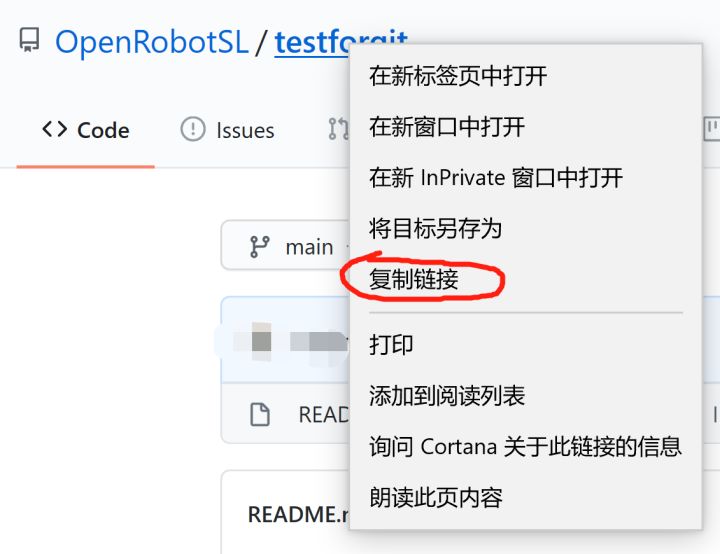 OpenRobotSL / testforgit
在新标签页中打开
在新窗口中打开
在新 InPrivate 窗口中打开
将目标另存为
复制链接
打印
添加到阅读列表
询问 Cortana 关于此链接的信息
朗读此页内容
Code
Issues
main
READ
README.